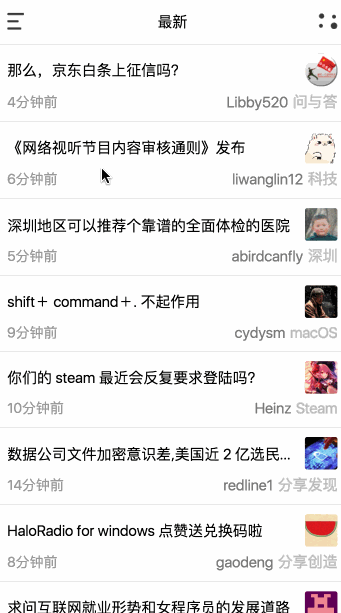 最新
那么，京东白条上征信吗？
4分钟前 Libby520 问与答
《网络视听节目内容审核通则》发布
6分钟前 liwanglin12 科技
深圳地区可以推荐个靠谱的全面体检的医院
5分钟前 abirdcanfly 深圳
shift＋ command＋. 不起作用
9分钟前 cydysm macOS
你们的 steam 最近会反复要求登陆吗？
10分钟前 Heinz Steam
数据公司文件加密意识差,美国近 2 亿选民...
14分钟前 redline1 分享发现
HaloRadio for windows 点赞送兑换码啦
8分钟前 gaodeng 分享创造
求问互联网就业形势和女程序员的发展道路